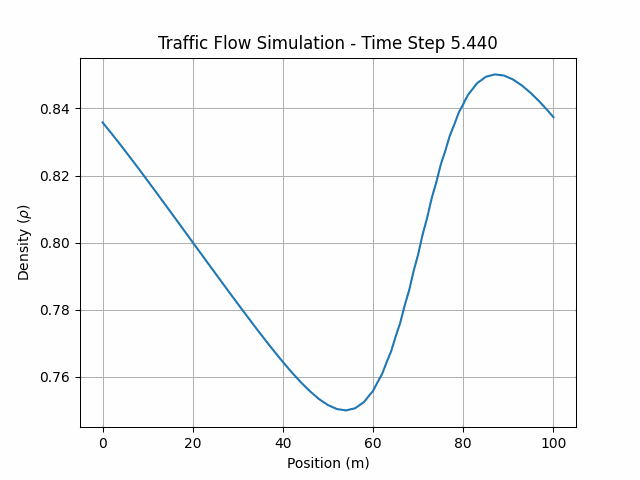 Traffic Flow Simulation - Time Step 5.440
Density (ρ)
0.84
0.82
0.80
0.78
0.76
0 20 40 60 80 100
Position (m)